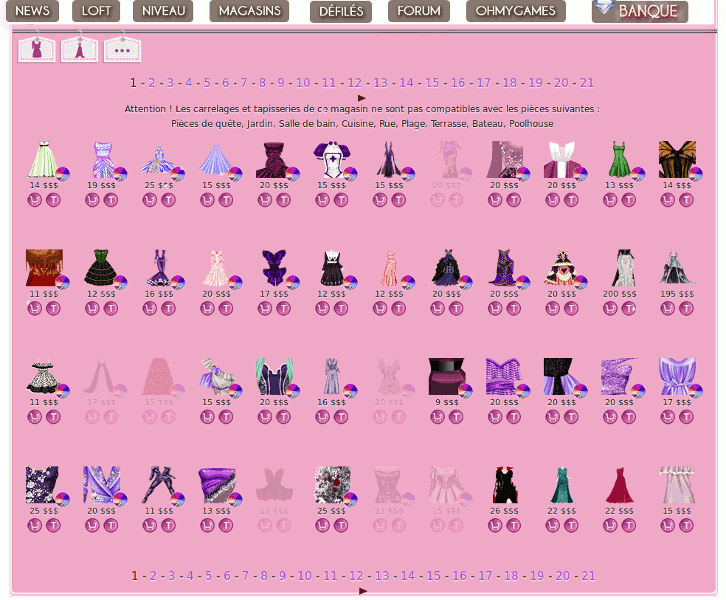 NEWS LOFT NIVEAU MAGASINS DÉFILÉS FORUM OHMYGAMES BANQUE
1 - 2 - 3 - 4 - 5 - 6 - 7 - 8 - 9 - 10 - 11 - 12 - 13 - 14 - 15 - 16 - 17 - 18 - 19 - 20 - 21
Attention ! Les carrelages et tapisseries de ce magasin ne sont pas compatibles avec les pièces suivantes :
Pièces de quête, Jardin, Salle de bain, Cuisine, Rue, Plage, Terrasse, Bateau, Poolhouse
14 $$$ 19 $$$ 25 $$$ 15 $$$ 20 $$$ 15 $$$ 15 $$$ 20 $$$ 20 $$$ 20 $$$ 13 $$$ 14 $$$
T T T T T T T T T T T T
11 $$$ 12 $$$ 16 $$$ 20 $$$ 17 $$$ 12 $$$ 12 $$$ 20 $$$ 20 $$$ 20 $$$ 200 $$$ 195 $$$
T T T T T T T T T T T T
11 $$$ 17 $$$ 15 $$$ 15 $$$ 20 $$$ 16 $$$ 9 $$$ 20 $$$ 20 $$$ 20 $$$ 17 $$$
T T T T T T T T T T T T
25 $$$ 20 $$$ 11 $$$ 13 $$$ 13 $$$ 25 $$$ 15 $$$ 26 $$$ 22 $$$ 22 $$$ 15 $$$
T T T T T T T T T T T T
1 - 2 - 3 - 4 - 5 - 6 - 7 - 8 - 9 - 10 - 11 - 12 - 13 - 14 - 15 - 16 - 17 - 18 - 19 - 20 - 21